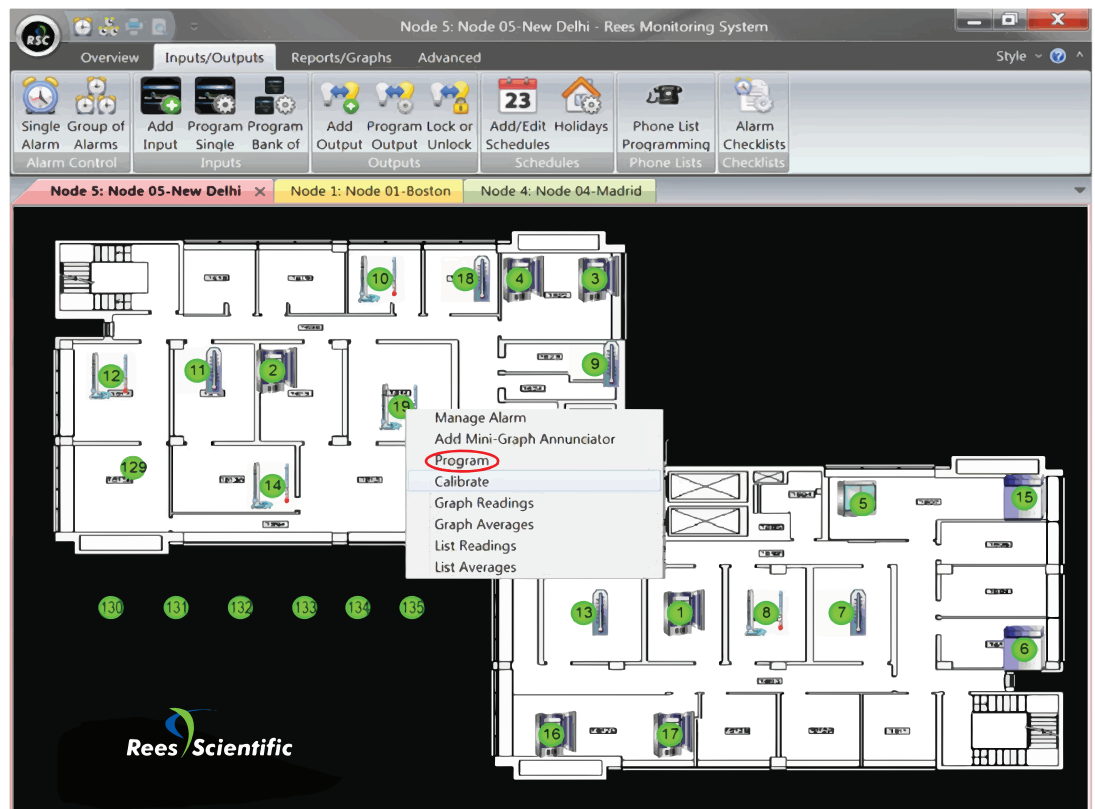 Node 5: Node 05-New Delhi - Rees Monitoring System
RSC
Overview Inputs/Outputs Reports/Graphs Advanced Style
Single Group of Add Program Program Add Program Lock or 23 Add/Edit Holidays Phone List Alarm
Alarm Alarms Input Single Bank of Output Output Unlock Schedules Programming Checklists
Alarm Control Inputs Outputs Schedules Phone Lists Checklists
Node 5: Node 05-New Delhi Node 1: Node 01-Boston Node 4: Node 04-Madrid
10 18 4 3
12 11 2 9
19
Manage Alarm
Add Mini-Graph Annunciator
Program
Calibrate
Graph Readings
Graph Averages
List Readings
List Averages
129 14
5 15
130 131 132 133 134 135
13 1 8 7
6
16 17
Rees Scientific